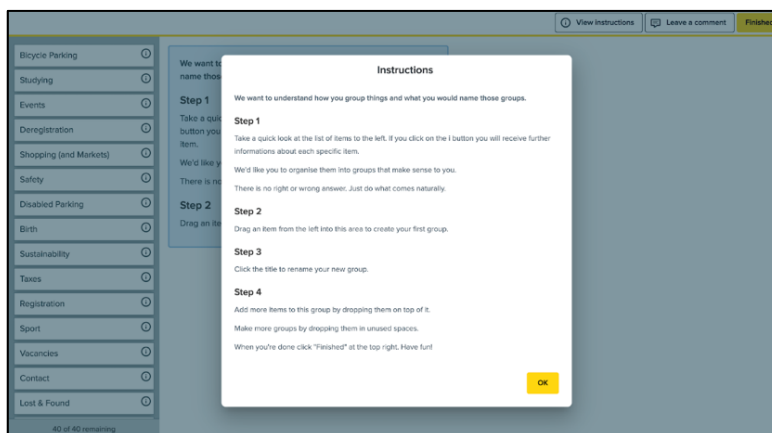 View instructions
Leave a comment
Finished
Bicycle Parking
Studying
Events
Deregistration
Shopping (and Markets)
Safety
Disabled Parking
Birth
Sustainability
Taxes
Registration
Sport
Vacancies
Contact
Lost & Found
40 of 40 remaining
We want to
name thos
Step 1
Take a quic
button you
item.
We'd like y
There is no
Step 2
Drag an ite
Instructions
We want to understand how you group things and what you would name those groups.
Step 1
Take a quick look at the list of items to the left. If you click on the i button you will receive further
informations about each specific item.
We'd like you to organise them into groups that make sense to you.
There is no right or wrong answer. Just do what comes naturally.
Step 2
Drag an item from the left into this area to create your first group.
Step 3
Click the title to rename your new group.
Step 4
Add more items to this group by dropping them on top of it.
Make more groups by dropping them in unused spaces.
When you're done click "Finished" at the top right. Have fun!
OK